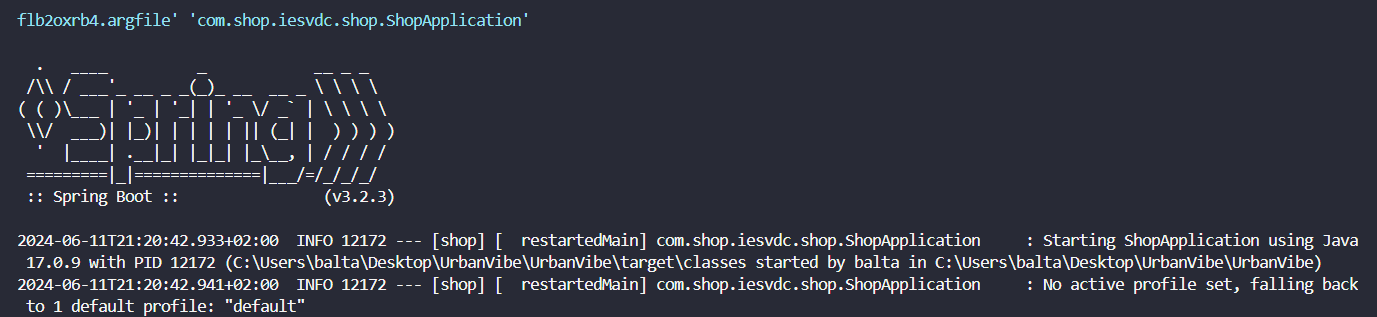 flb2oxrb4.argfile' 'com.shop.iesvdc.shop.ShopApplication'
  .   ____          _            __ _ _
 /\\ / ___'_ __ _ _(_)_ __  __ _ \ \ \ \
( ( )\___ | '_ | '_| | '_ \/ _` | \ \ \ \
 \\/  ___)| |_)| | | | | || (_| |  ) ) ) )
  '  |____| .__|_| |_|_| |_\__, | / / / /
 =========|_|==============|___/=/_/_/_/
 :: Spring Boot ::                (v3.2.3)
2024-06-11T21:20:42.933+02:00  INFO 12172 --- [shop] [  restartedMain] com.shop.iesvdc.shop.ShopApplication     : Starting ShopApplication using Java
 17.0.9 with PID 12172 (C:\Users\balta\Desktop\UrbanVibe\UrbanVibe\target\classes started by balta in C:\Users\balta\Desktop\UrbanVibe\UrbanVibe)
2024-06-11T21:20:42.941+02:00  INFO 12172 --- [shop] [  restartedMain] com.shop.iesvdc.shop.ShopApplication     : No active profile set, falling back
 to 1 default profile: "default"